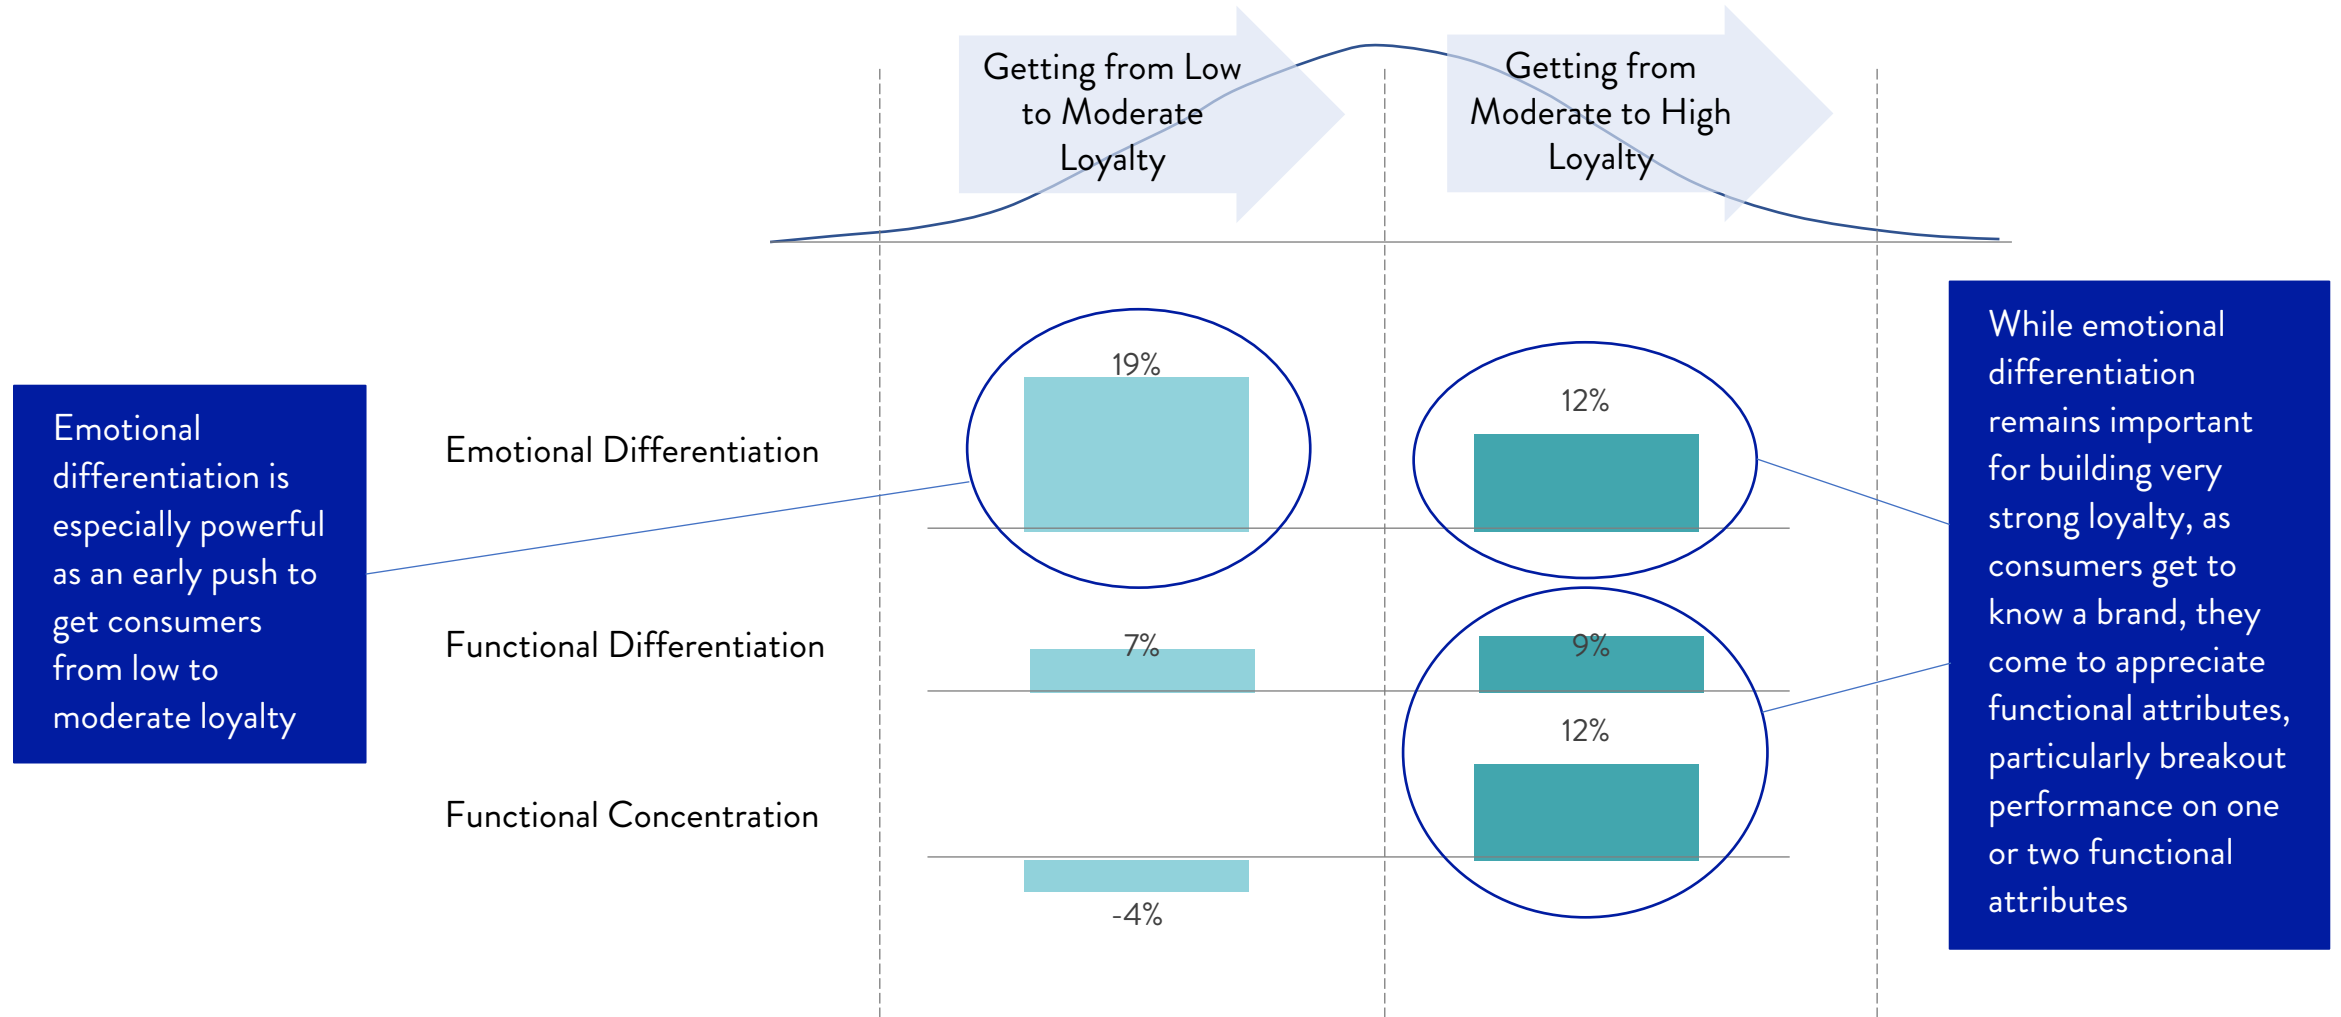 Getting from Low
to Moderate
Loyalty
Getting from
Moderate to High
Loyalty
Emotional
differentiation is
especially powerful
as an early push to
get consumers
from low to
moderate loyalty
Emotional Differentiation
19%
12%
Functional Differentiation
7%
9%
Functional Concentration
-4%
12%
While emotional
differentiation
remains important
for building very
strong loyalty, as
consumers get to
know a brand, they
come to appreciate
functional attributes,
particularly breakout
performance on one
or two functional
attributes